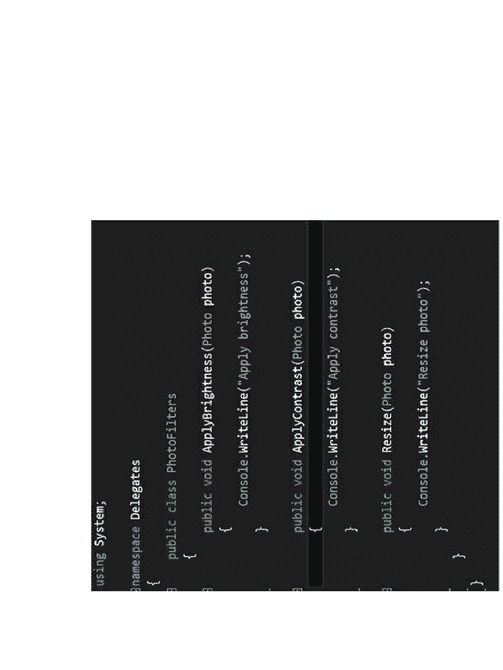 using System;
namespace Delegates
{
public class PhotoFilters
{
public void ApplyBrightness(Photo photo)
{
Console.WriteLine("Apply brightness");
}
public void ApplyContrast(Photo photo)
{
Console.WriteLine("Apply contrast");
}
public void Resize(Photo photo)
{
Console.WriteLine("Resize photo");
}
}
}